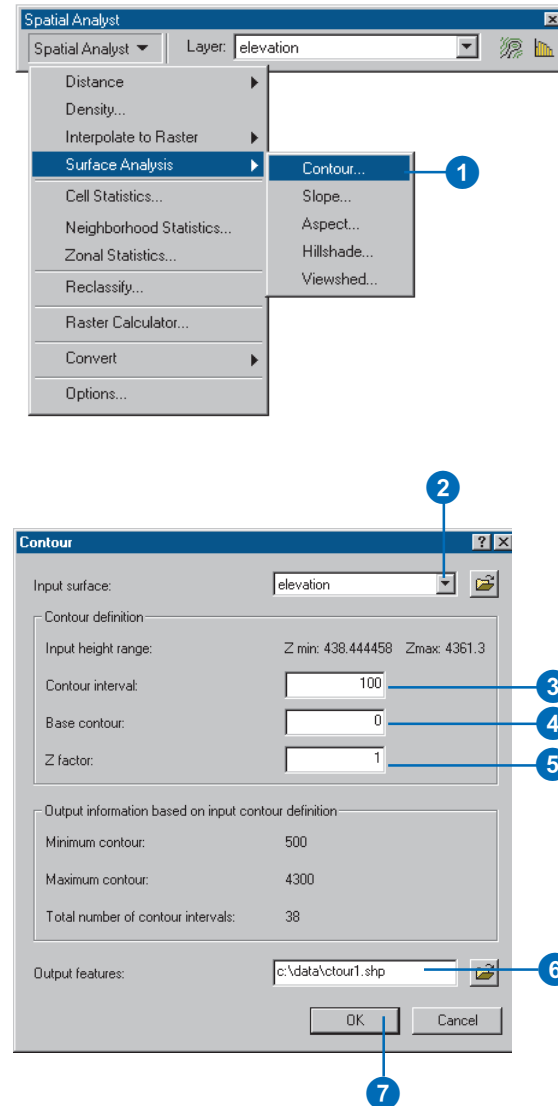 Spatial Analyst
Spatial Analyst Layer: elevation
Distance
Density...
Interpolate to Raster
Surface Analysis
Contour...
1
Cell Statistics...
Slope...
Neighborhood Statistics...
Aspect...
Zonal Statistics...
Hillshade...
Reclassify...
Viewshed...
Raster Calculator...
Convert
Options...
2
Contour
Input surface: elevation
Contour definition
Input height range: Z min: 438.444458 Zmax: 4361.3
Contour interval: 100 3
Base contour: 0 4
Z factor: 1 5
Output information based on input contour definition
Minimum contour: 500
Maximum contour: 4300
Total number of contour intervals: 38
Output features: c:\data\ctour1.shp 6
OK Cancel
7